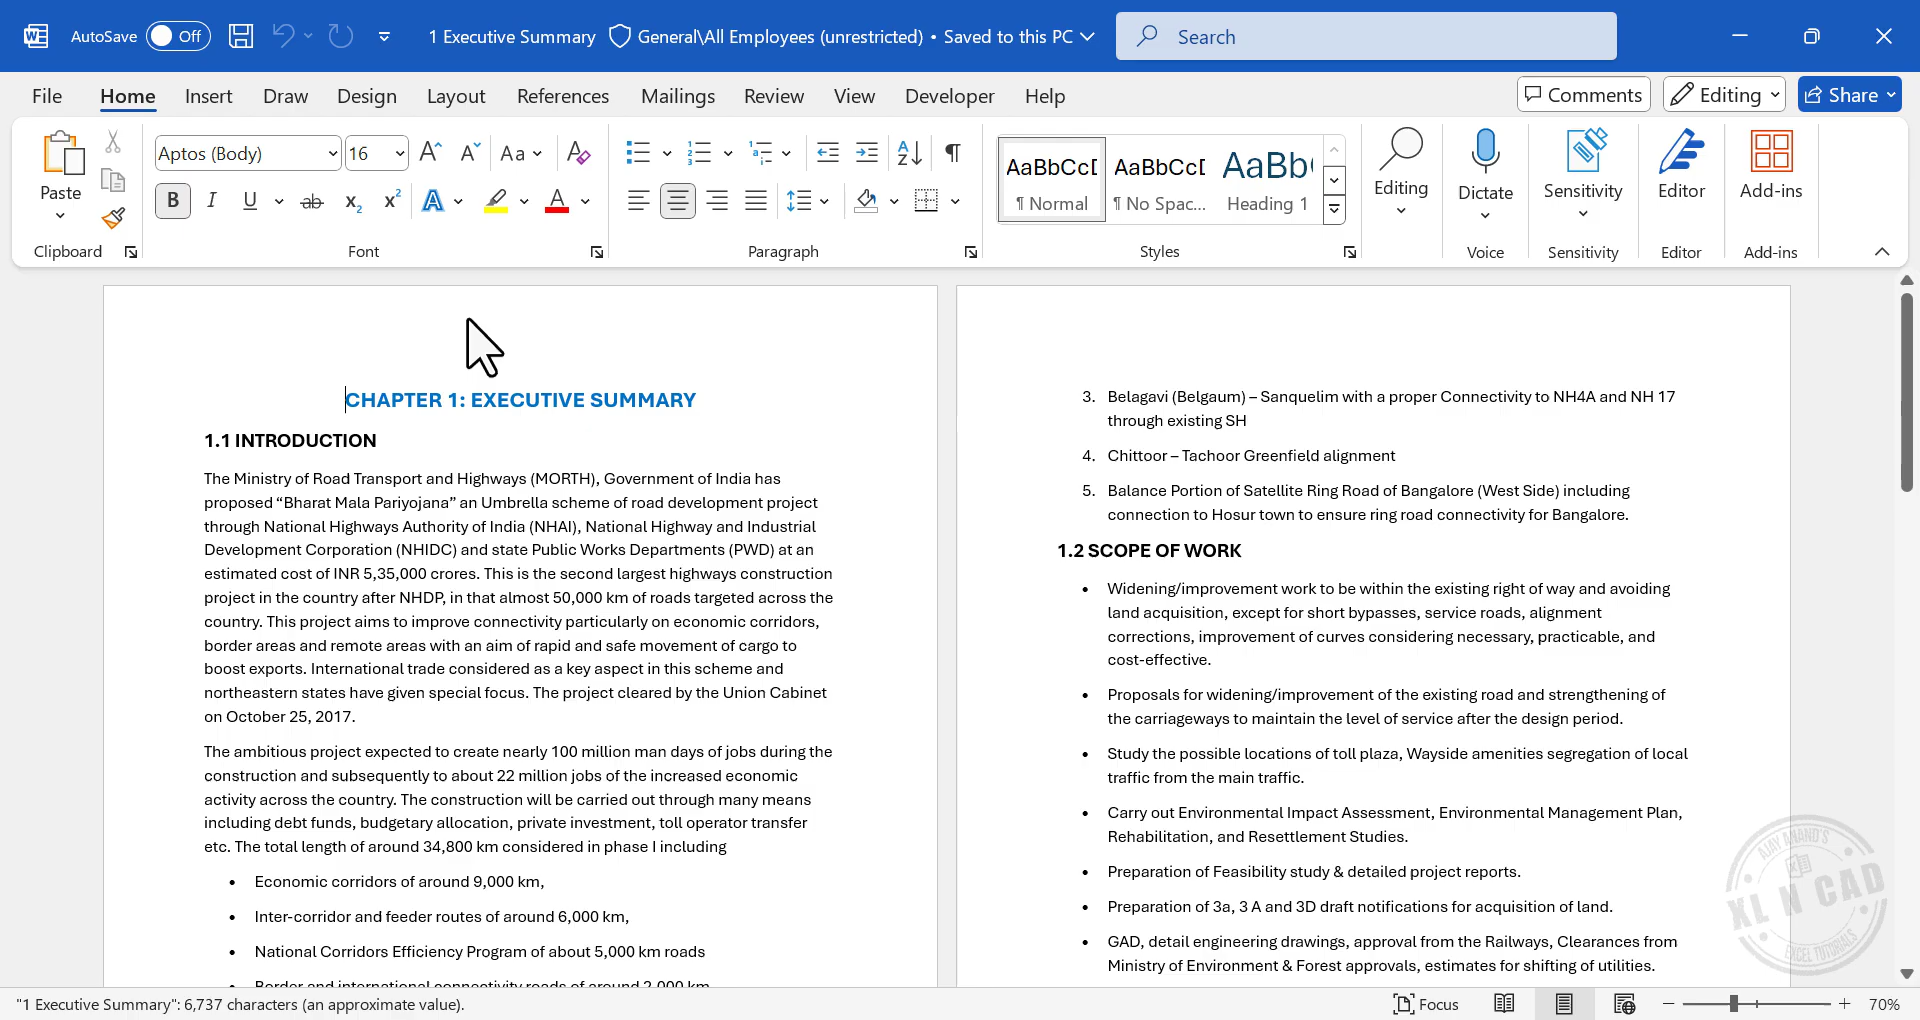 AutoSave Off 1 Executive Summary General\All Employees (unrestricted) • Saved to this PC Search
File Home Insert Draw Design Layout References Mailings Review View Developer Help Comments Editing Share
Paste
Clipboard
Aptos (Body) 16
Font
Paragraph
AaBbCcD AaBbCcD AaBb
¶ Normal ¶ No Spac... Heading 1
Styles
Editing
Dictate
Voice
Sensitivity
Sensitivity
Editor
Editor
Add-ins
Add-ins
CHAPTER 1: EXECUTIVE SUMMARY
1.1 INTRODUCTION
The Ministry of Road Transport and Highways (MORTH), Government of India has
proposed “Bharat Mala Pariyojana” an Umbrella scheme of road development project
through National Highways Authority of India (NHAI), National Highway and Industrial
Development Corporation (NHIDC) and state Public Works Departments (PWD) at an
estimated cost of INR 5,35,000 crores. This is the second largest highways construction
project in the country after NHDP, in that almost 50,000 km of roads targeted across the
country. This project aims to improve connectivity particularly on economic corridors,
border areas and remote areas with an aim of rapid and safe movement of cargo to
boost exports. International trade considered as a key aspect in this scheme and
northeastern states have given special focus. The project cleared by the Union Cabinet
on October 25, 2017.
The ambitious project expected to create nearly 100 million man days of jobs during the
construction and subsequently to about 22 million jobs of the increased economic
activity across the country. The construction will be carried out through many means
including debt funds, budgetary allocation, private investment, toll operator transfer
etc. The total length of around 34,800 km considered in phase I including
• Economic corridors of around 9,000 km,
• Inter-corridor and feeder routes of around 6,000 km,
• National Corridors Efficiency Program of about 5,000 km roads
• Border and international connectivity roads of around 2,000 km
3. Belagavi (Belgaum) – Sanquelim with a proper Connectivity to NH4A and NH 17
through existing SH
4. Chittoor – Tachoor Greenfield alignment
5. Balance Portion of Satellite Ring Road of Bangalore (West Side) including
connection to Hosur town to ensure ring road connectivity for Bangalore.
1.2 SCOPE OF WORK
• Widening/improvement work to be within the existing right of way and avoiding
land acquisition, except for short bypasses, service roads, alignment
corrections, improvement of curves considering necessary, practicable, and
cost-effective.
• Proposals for widening/improvement of the existing road and strengthening of
the carriageways to maintain the level of service after the design period.
• Study the possible locations of toll plaza, Wayside amenities segregation of local
traffic from the main traffic.
• Carry out Environmental Impact Assessment, Environmental Management Plan,
Rehabilitation, and Resettlement Studies.
• Preparation of Feasibility study & detailed project reports.
• Preparation of 3a, 3 A and 3D draft notifications for acquisition of land.
• GAD, detail engineering drawings, approval from the Railways, Clearances from
Ministry of Environment & Forest approvals, estimates for shifting of utilities.
AJAY ANAND'S
XL N CAD
EXCEL TUTORIALS
"1 Executive Summary": 6,737 characters (an approximate value). Focus 70%